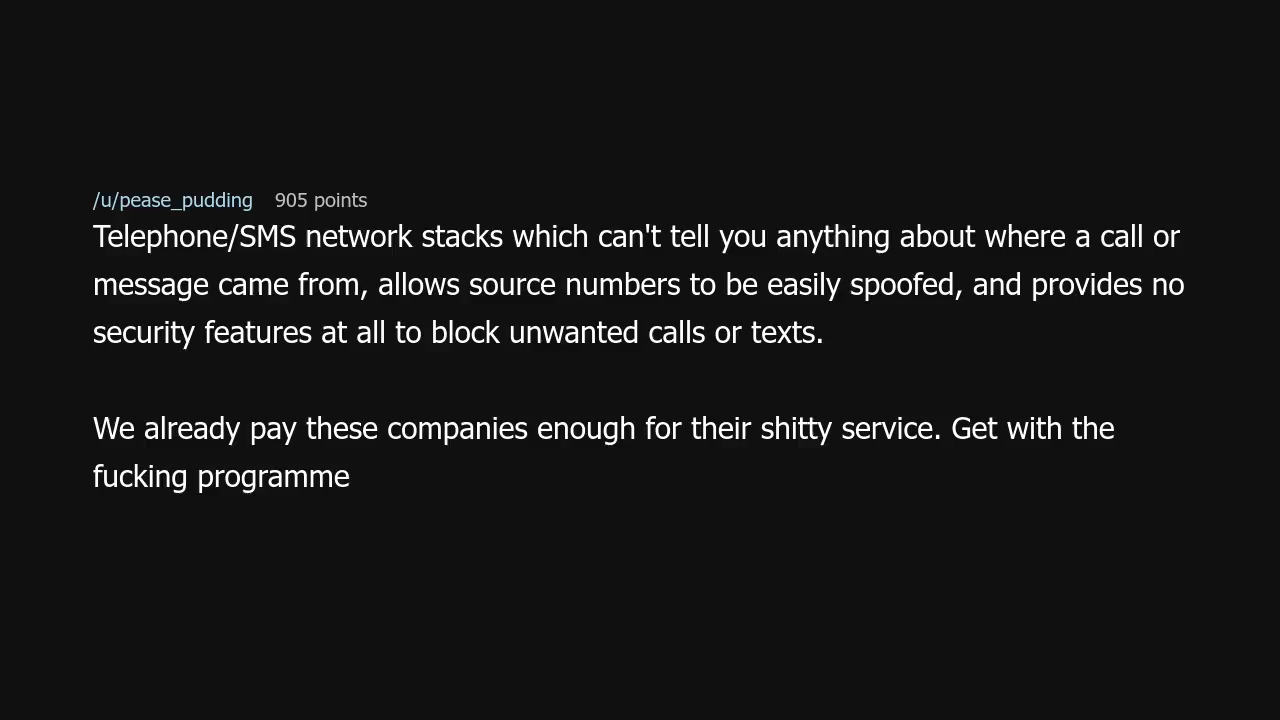 /u/pease_pudding 905 points
Telephone/SMS network stacks which can't tell you anything about where a call or
message came from, allows source numbers to be easily spoofed, and provides no
security features at all to block unwanted calls or texts.
We already pay these companies enough for their shitty service. Get with the
fucking programme